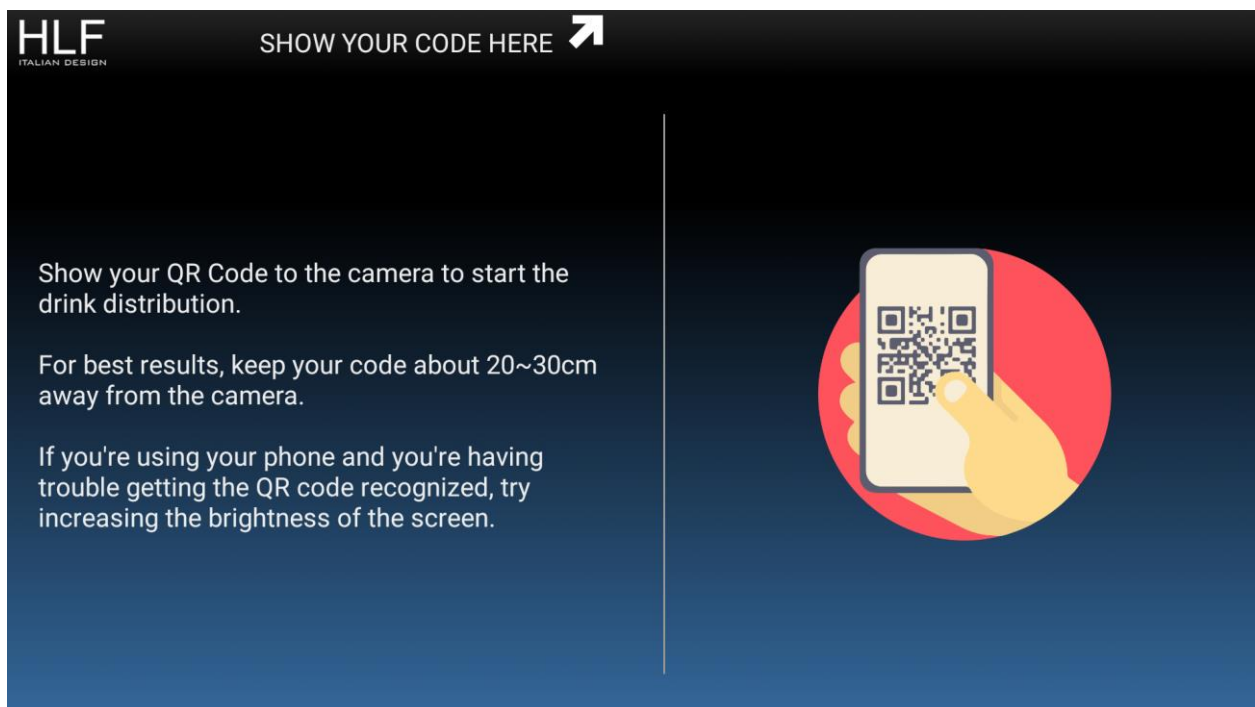 HLF
ITALIAN DESIGN
SHOW YOUR CODE HERE
Show your QR Code to the camera to start the
drink distribution.
For best results, keep your code about 20~30cm
away from the camera.
If you're using your phone and you're having
trouble getting the QR code recognized, try
increasing the brightness of the screen.